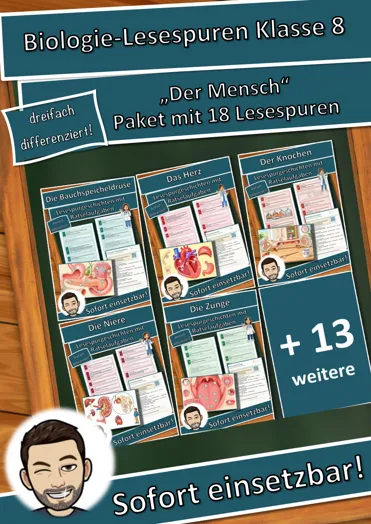 Biologie-Lesespuren Klasse 8
„Der Mensch“
Paket mit 18 Lesespuren
dreifach
differenziert!
Die Bauchspeicheldrüse
Lesespurgeschichten mit
Rätselaufgaben
Sofort einsetzbar!
Das Herz
Lesespurgeschichten mit
Rätselaufgaben
Sofort einsetzbar!
Der Knochen
Lesespurgeschichten mit
Rätselaufgaben
Sofort einsetzbar!
Die Niere
Lesespurgeschichten mit
Rätselaufgaben
Sofort einsetzbar!
Die Zunge
Lesespurgeschichten mit
Rätselaufgaben
Sofort einsetzbar!
+ 13
weitere
Sofort einsetzbar!